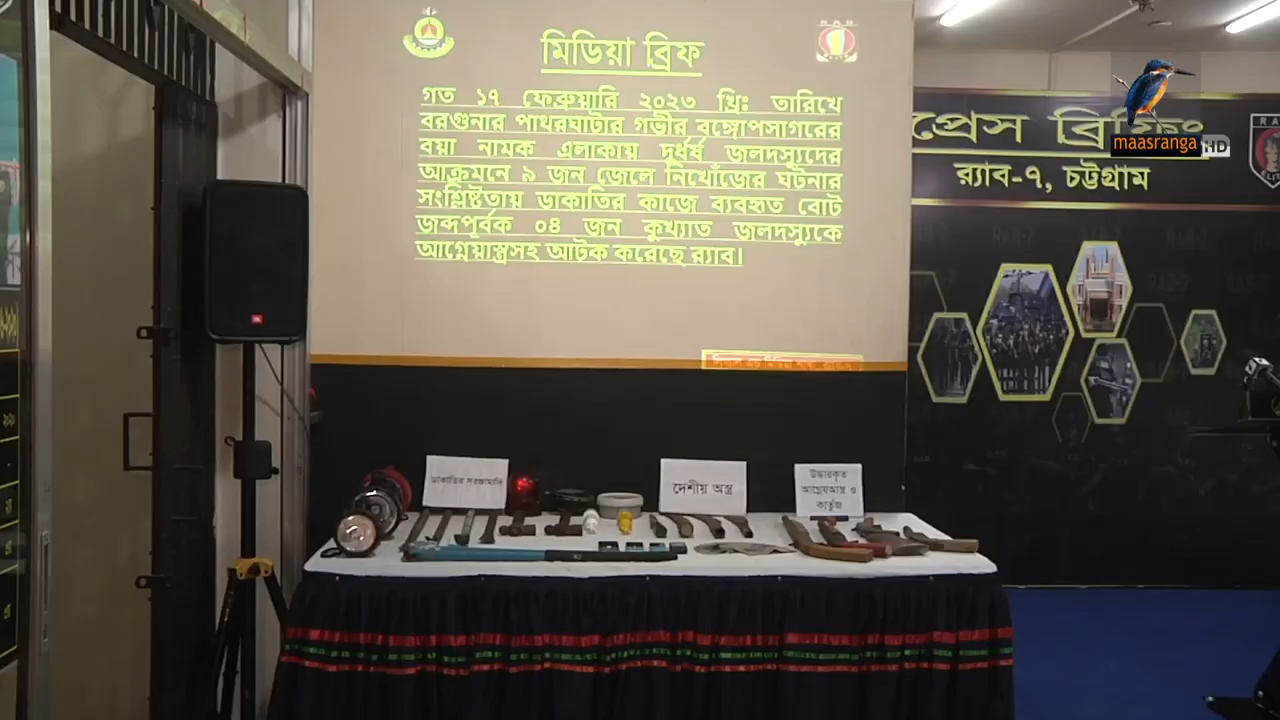 মিডিয়া ব্রিফ
গত ১৭ ফেব্রুয়ারি ২০২৩ খ্রিঃ তারিখে
বরগুনার পাথরঘাটার গভীর বঙ্গোপসাগরের
বয়া নামক এলাকায় দুর্ধর্ষ জলদস্যুদের
আক্রমনে ৯ জন জেলে নিখোঁজের ঘটনার
সংশ্লিষ্টতায় ডাকাতির কাজে ব্যবহৃত বোট
জব্দপূর্বক ০৪ জন কুখ্যাত জলদস্যুকে
আগ্নেয়াস্ত্রসহ আটক করেছে র‍্যাব।
maasranga HD
প্রেস ব্রিফিং
র‍্যাব-৭, চট্টগ্রাম
RAB
ডাকাতির সরঞ্জামাদি
দেশীয় অস্ত্র
উদ্ধারকৃত
আগ্নেয়আস্ত্র ও
কার্তুজ